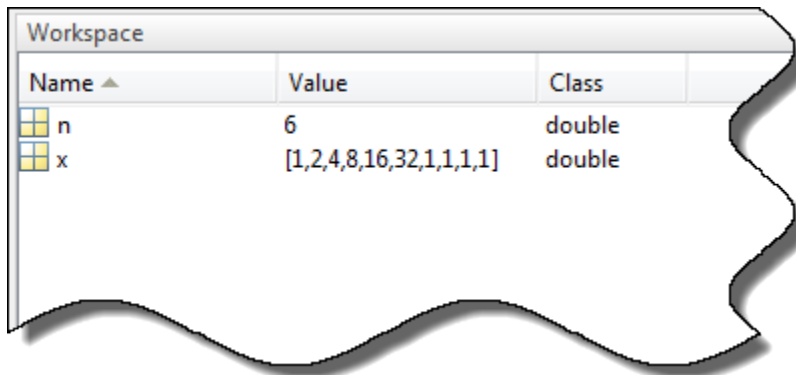 Workspace
Name Value Class
n 6 double
x [1,2,4,8,16,32,1,1,1,1] double